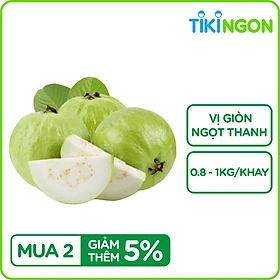 TIKINGON
VỊ GIÒN
NGỌT THANH
0.8 - 1KG/KHAY
MUA 2
GIẢM
THÊM
5%